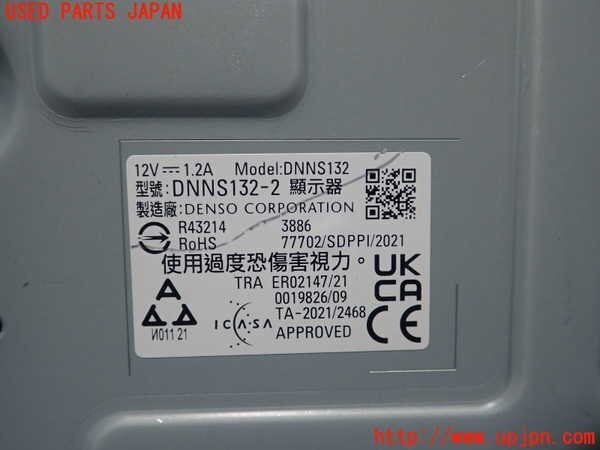 USED PARTS JAPAN
12V⎓1.2A Model:DNNS132
型號:DNNS132-2 顯示器
製造廠:DENSO CORPORATION
R43214 3886
RoHS 77702/SDPPI/2021
使用過度恐傷害視力。
UK
CA
TRA ER02147/21
0019826/09
TA-2021/2468
APPROVED
ICASA
CE
И011 21
http://www.upjpn.com/